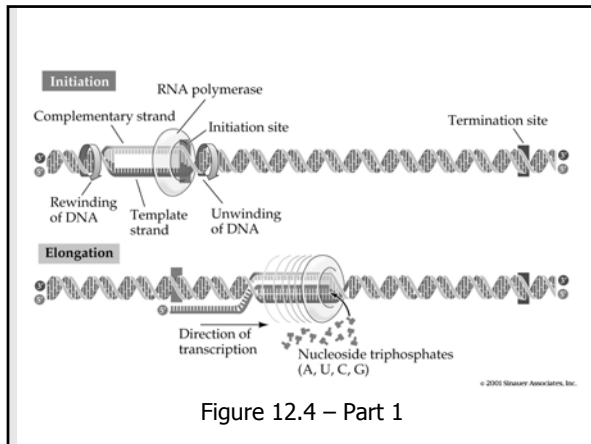 Initiation
RNA polymerase
Complementary strand
Initiation site
Termination site
Rewinding
of DNA
Template
strand
Unwinding
of DNA
Elongation
5'
Direction of
transcription
Nucleoside triphosphates
(A, U, C, G)
© 2001 Sinauer Associates, Inc.
Figure 12.4 – Part 1